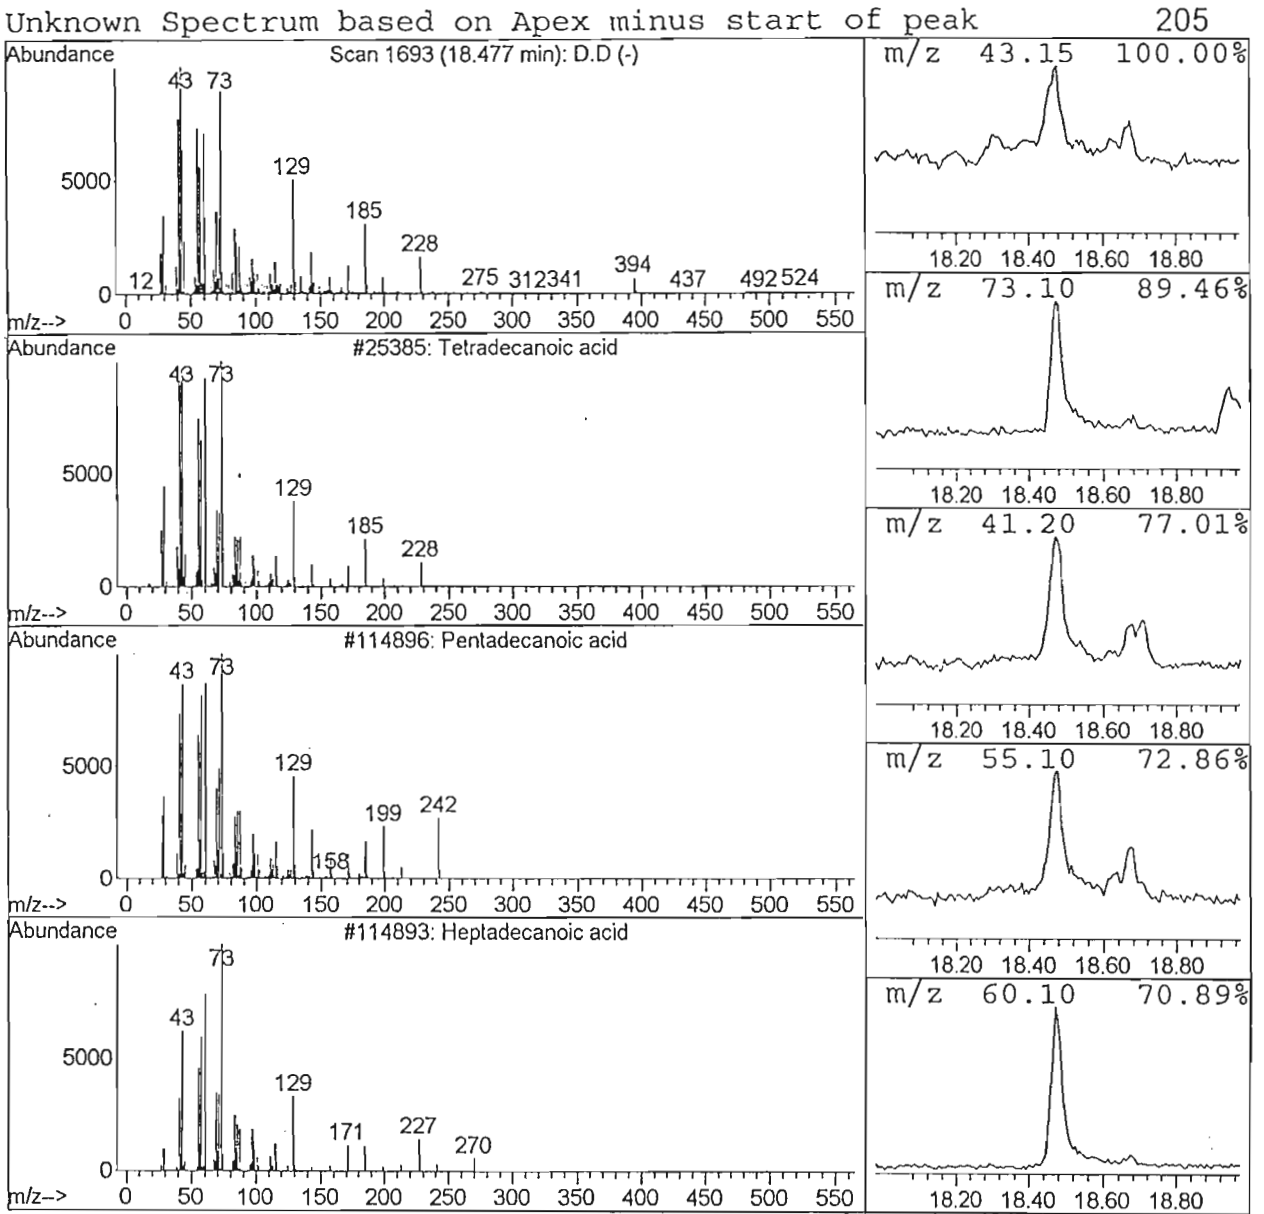 Unknown Spectrum based on Apex minus start of peak 205
Abundance Scan 1693 (18.477 min): D.D (-)
43 73
129
5000
185
228
12 275 312 341 394 437 492 524
0
m/z--> 0 50 100 150 200 250 300 350 400 450 500 550
Abundance #25385: Tetradecanoic acid
43 73
5000
129
185
228
0
m/z--> 0 50 100 150 200 250 300 350 400 450 500 550
Abundance #114896: Pentadecanoic acid
43 73
5000
129
199 242
158
0
m/z--> 0 50 100 150 200 250 300 350 400 450 500 550
Abundance #114893: Heptadecanoic acid
73
43
5000
129
171 227
270
0
m/z--> 0 50 100 150 200 250 300 350 400 450 500 550
m/z 43.15 100.00%
18.20 18.40 18.60 18.80
m/z 73.10 89.46%
18.20 18.40 18.60 18.80
m/z 41.20 77.01%
18.20 18.40 18.60 18.80
m/z 55.10 72.86%
18.20 18.40 18.60 18.80
m/z 60.10 70.89%
18.20 18.40 18.60 18.80